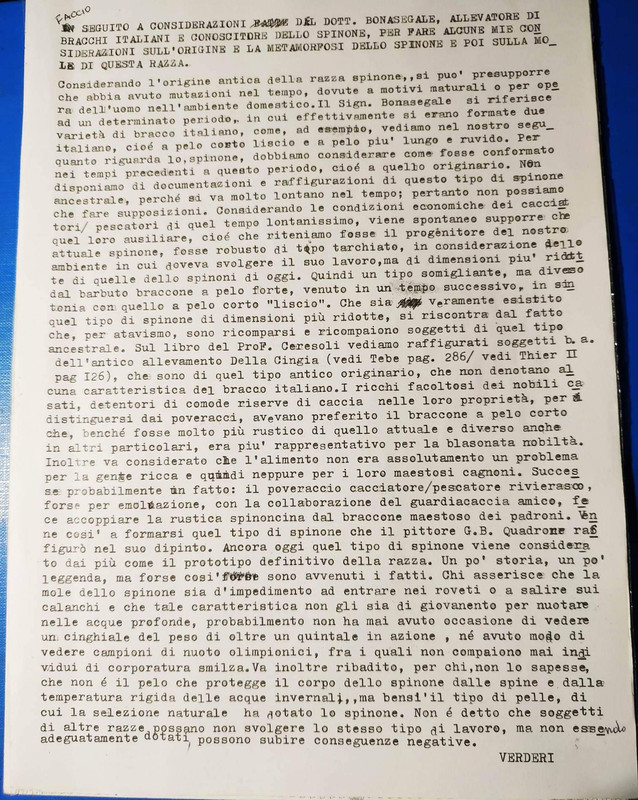 FACCIO
IN SEGUITO A CONSIDERAZIONI FATTE DAL DOTT. BONASEGALE, ALLEVATORE DI
BRACCHI ITALIANI E CONOSCITORE DELLO SPINONE, PER FARE ALCUNE MIE CON
SIDERAZIONI SULL'ORIGINE E LA METAMORFOSI DELLO SPINONE E POI SULLA MO_
LE DI QUESTA RAZZA.
Considerando l'origine antica della razza spinone,,si puo' presupporre
che abbia avuto mutazioni nel tempo, dovute a motivi maturali o per ope
ra dell'uomo nell'ambiente domestico.Il Sign. Bonasegale si riferisce
ad un determinato periodo, in cui effettivamente si erano formate due
varietà di bracco italiano, come, ad esempio, vediamo nel nostro segu_
italiano, cioé a pelo corto liscio e a pelo piu' lungo e ruvido. Per
quanto riguarda lo,spinone, dobbiamo considerare come fosse conformato
nei tempi precedenti a questo periodo, cioé a quello originario. Non
disponiamo di documentazioni e raffigurazioni di questo tipo di spinone
ancestrale, perché si va molto lontano nel tempo; pertanto non possiamo
che fare supposizioni. Considerando le condizioni economiche dei cacciat
tori/ pescatori di quel tempo lontanissimo, viene spontaneo supporre che
quel loro ausiliare, cioé che riteniamo fosse il progènitore del nostro
attuale spinone, fosse robusto di tipo tarchiato, in considerazione dello
ambiente in cui doveva svolgere il suo lavoro,ma di dimensioni piu' ridott
te di quelle dello spinoni di oggi. Quindi un tipo somigliante, ma diverso
dal barbuto braccone a pelo forte, venuto in un tempo successivo, in sin
tonia con quello a pelo corto "liscio". Che sia veramente esistito
quel tipo di spinone di dimensioni più ridotte, si riscontra dal fatto
che, per atavismo, sono ricomparsi e ricompaiono soggetti di quel tipo
ancestrale. Sul libro del ProF. Ceresoli vediamo raffigurati soggetti b.a.
dell'antico allevamento Della Cingia (vedi Tebe pag. 286/ vedi Thier II
pag I26), che sono di quel tipo antico originario, che non denotano al
cuna caratteristica del bracco italiano.I ricchi facoltosi dei nobili ca
sati, detentori di comode riserve di caccia nelle loro proprietà, per
distinguersi dai poveracci, avevano preferito il braccone a pelo corto
che, benché fosse molto più rustico di quello attuale e diverso anche
in altri particolari, era piu' rappresentativo per la blasonata nobiltà.
Inoltre va considerato che l'alimento non era assolutamento un problema
per la gente ricca e quindi neppure per i loro maestosi cagnoni. Succes
se probabilmente un fatto: il poveraccio cacciatore/pescatore rivierasco,
forse per emoluazione, con la collaborazione del guardiacaccia amico, fe
ce accoppiare la rustica spinoncina dal braccone maestoso dei padroni. Ven
ne cosi' a formarsi quel tipo di spinone che il pittore G.B. Quadrone raf
figurò nel suo dipinto. Ancora oggi quel tipo di spinone viene considera
to dai più come il prototipo definitivo della razza. Un po' storia, un po'
leggenda, ma forse cosi' sono avvenuti i fatti. Chi asserisce che la
mole dello spinone sia d'impedimento ad entrare nei roveti o a salire sui
calanchi e che tale caratteristica non gli sia di giovanento per nuotare
nelle acque profonde, probabilmento non ha mai avuto occasione di vedere
un cinghiale del peso di oltre un quintale in azione , né avuto modo di
vedere campioni di nuoto olimpionici, fra i quali non compaiono mai indi
vidui di corporatura smilza.Va inoltre ribadito, per chi,non lo sapesse,
che non é il pelo che protegge il corpo dello spinone dalle spine e dalla
temperatura rigida delle acque invernali,,ma bensi'il tipo di pelle, di
cui la selezione naturale ha dotato lo spinone. Non é detto che soggetti
di altre razze possano non svolgere lo stesso tipo di lavoro, ma non essendo
adeguatamente dotati, possono subire conseguenze negative.
VERDERI